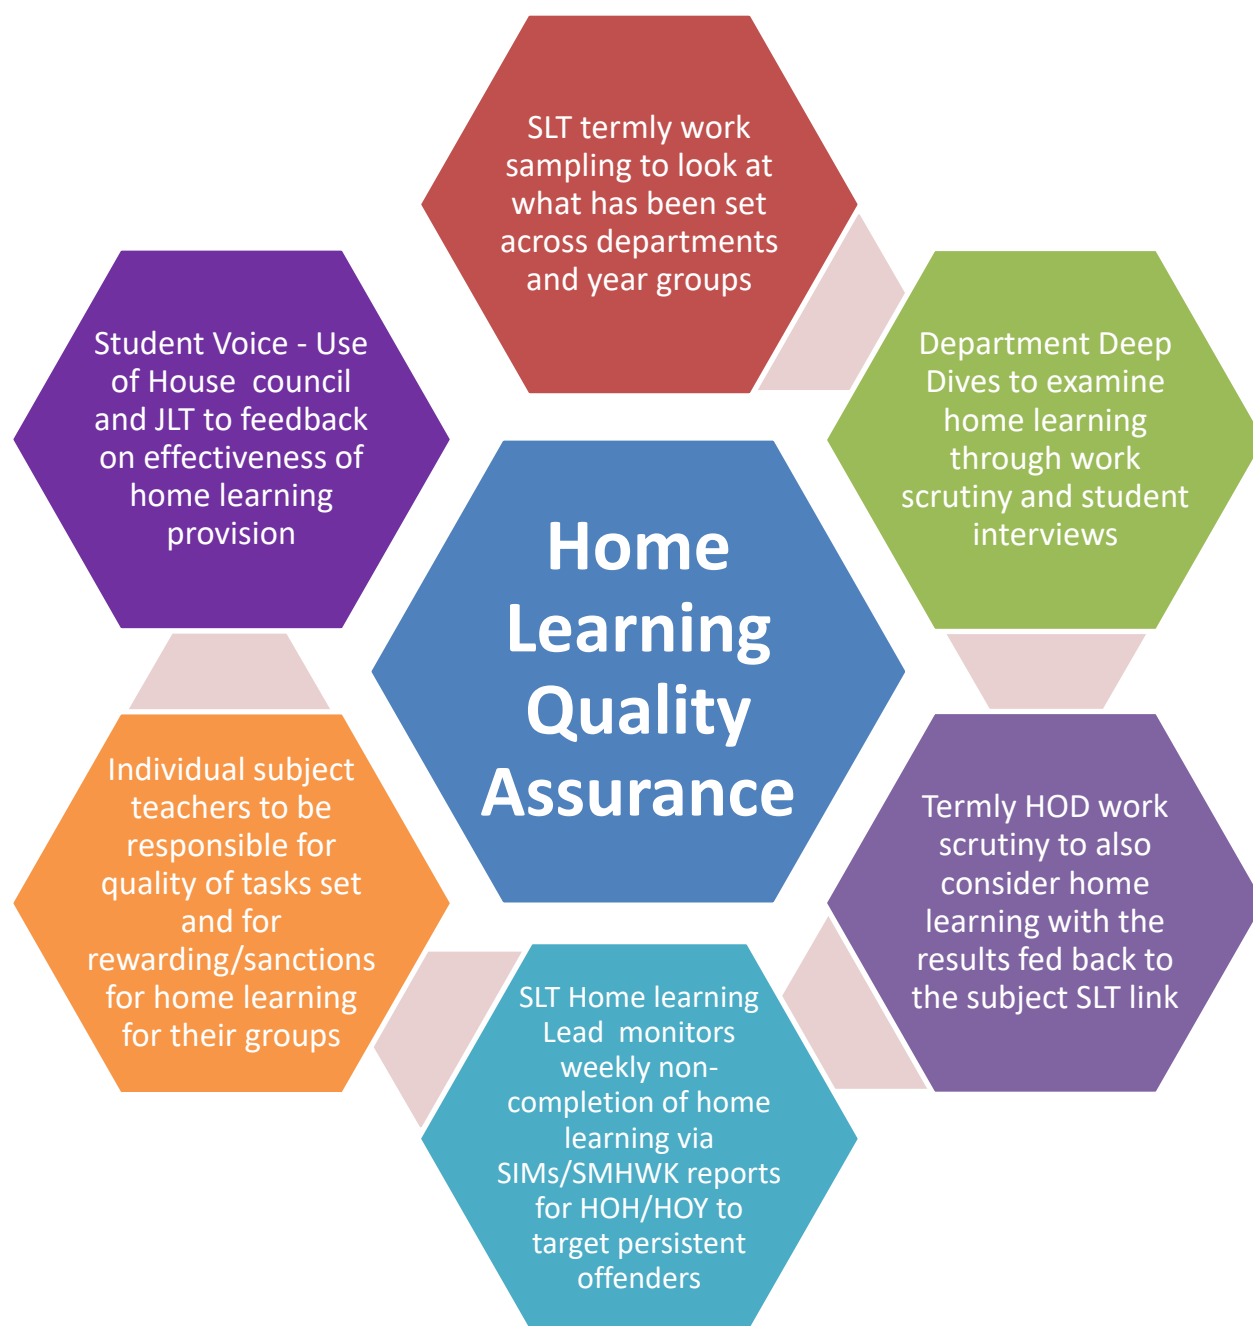 SLT termly work
sampling to look at
what has been set
across departments
and year groups
Department Deep
Dives to examine
home learning
through work
scrutiny and student
interviews
Termly HOD work
scrutiny to also
consider home
learning with the
results fed back to
the subject SLT link
SLT Home learning
Lead  monitors
weekly non-
completion of home
learning via
SIMs/SMHWK reports
for HOH/HOY to
target persistent
offenders
Individual subject
teachers to be
responsible for
quality of tasks set
and for
rewarding/sanctions
for home learning
for their groups
Student Voice - Use
of House  council
and JLT to feedback
on effectiveness of
home learning
provision
Home
Learning
Quality
Assurance